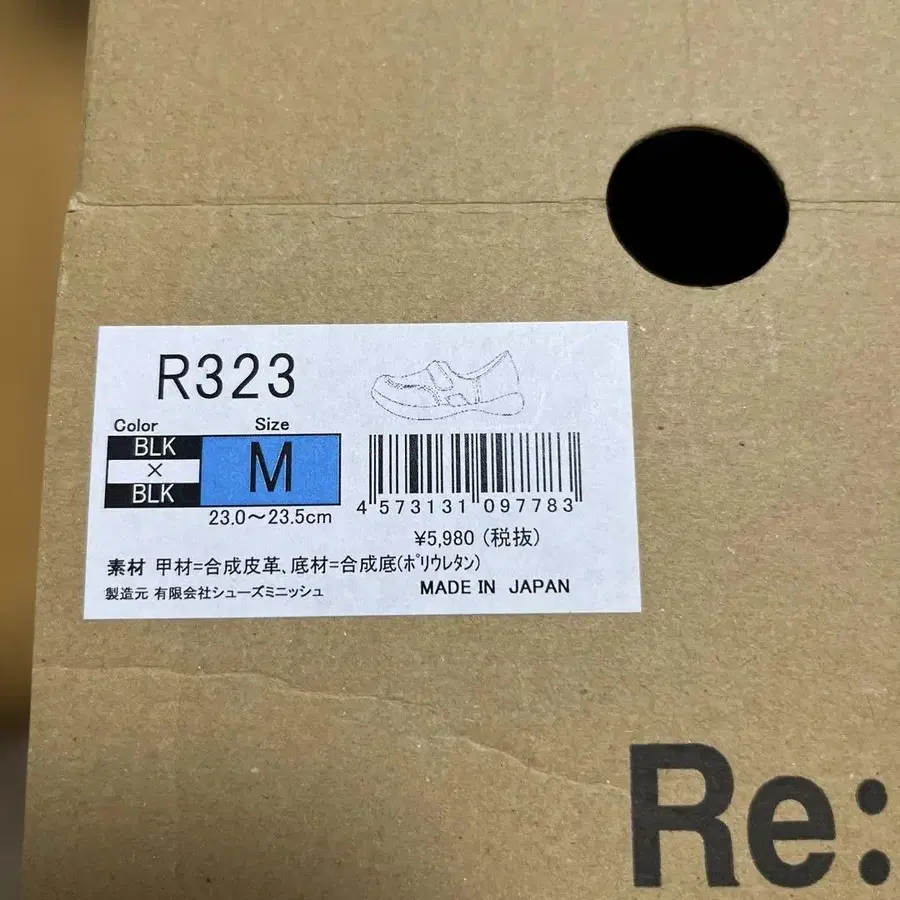 R323
Color Size
BLK
×
BLK
M
23.0～23.5cm
4 573131 097783
¥5,980 (税抜)
素材 甲材=合成皮革、底材=合成底(ﾎﾟﾘｳﾚﾀﾝ)
製造元 有限会社シューズミニッシュ
MADE IN JAPAN
Re: